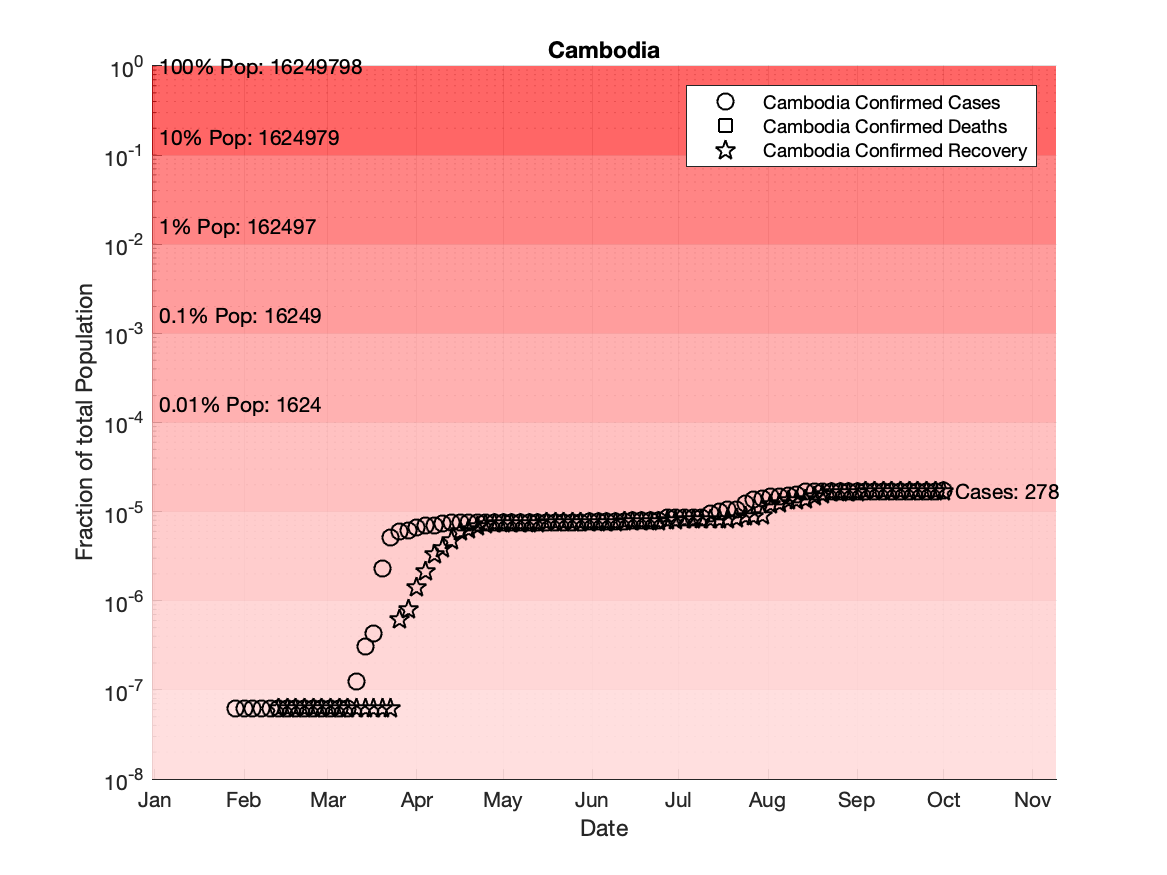 Cambodia
10^0
10^-1
10^-2
10^-3
10^-4
10^-5
10^-6
10^-7
10^-8
Fraction of total Population
100% Pop: 16249798
10% Pop: 1624979
1% Pop: 162497
0.1% Pop: 16249
0.01% Pop: 1624
Cambodia Confirmed Cases
Cambodia Confirmed Deaths
Cambodia Confirmed Recovery
Cases: 278
Jan Feb Mar Apr May Jun Jul Aug Sep Oct Nov
Date